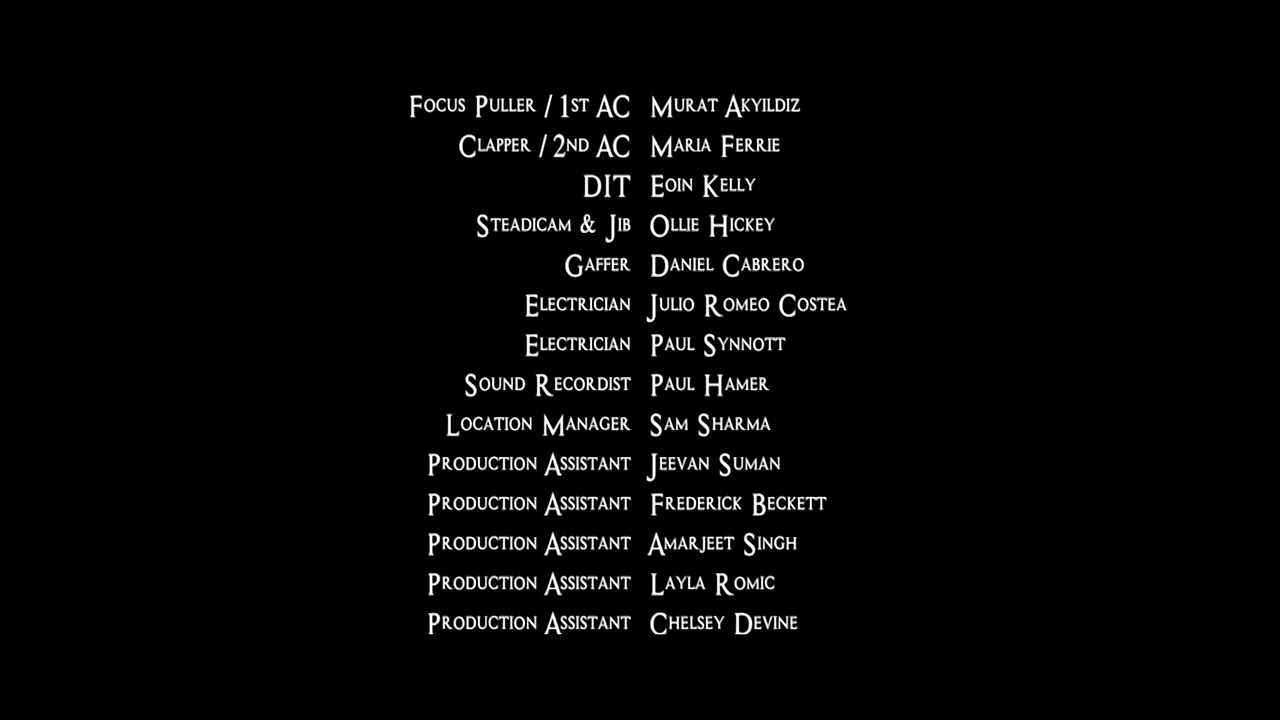 Focus Puller / 1st AC Murat Akyildiz
Clapper / 2nd AC Maria Ferrie
DIT Eoin Kelly
Steadicam & Jib Ollie Hickey
Gaffer Daniel Cabrero
Electrician Julio Romeo Costea
Electrician Paul Synnott
Sound Recordist Paul Hamer
Location Manager Sam Sharma
Production Assistant Jeevan Suman
Production Assistant Frederick Beckett
Production Assistant Amarjeet Singh
Production Assistant Layla Romic
Production Assistant Chelsey Devine